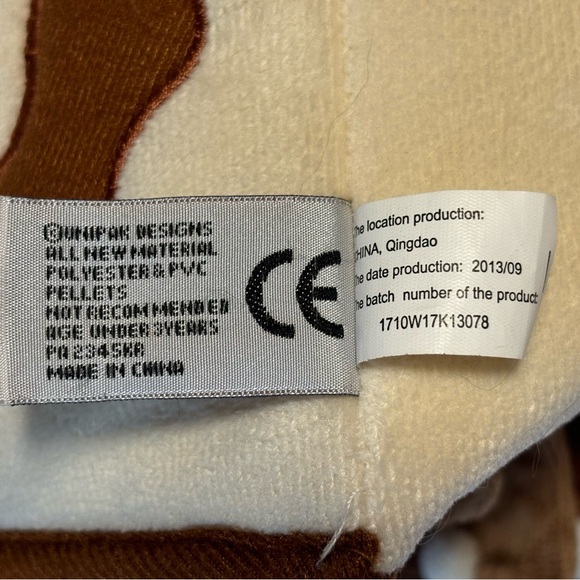 ©UNIPAK DESIGNS
ALL NEW MATERIAL
POLYESTER & PVC
PELLETS
NOT RECOMMENDED
AGE UNDER 3YEARS
PA 2345KR
MADE IN CHINA
CE
he location production:
HINA, Qingdao
he date production: 2013/09
he batch number of the product
1710W17K13078